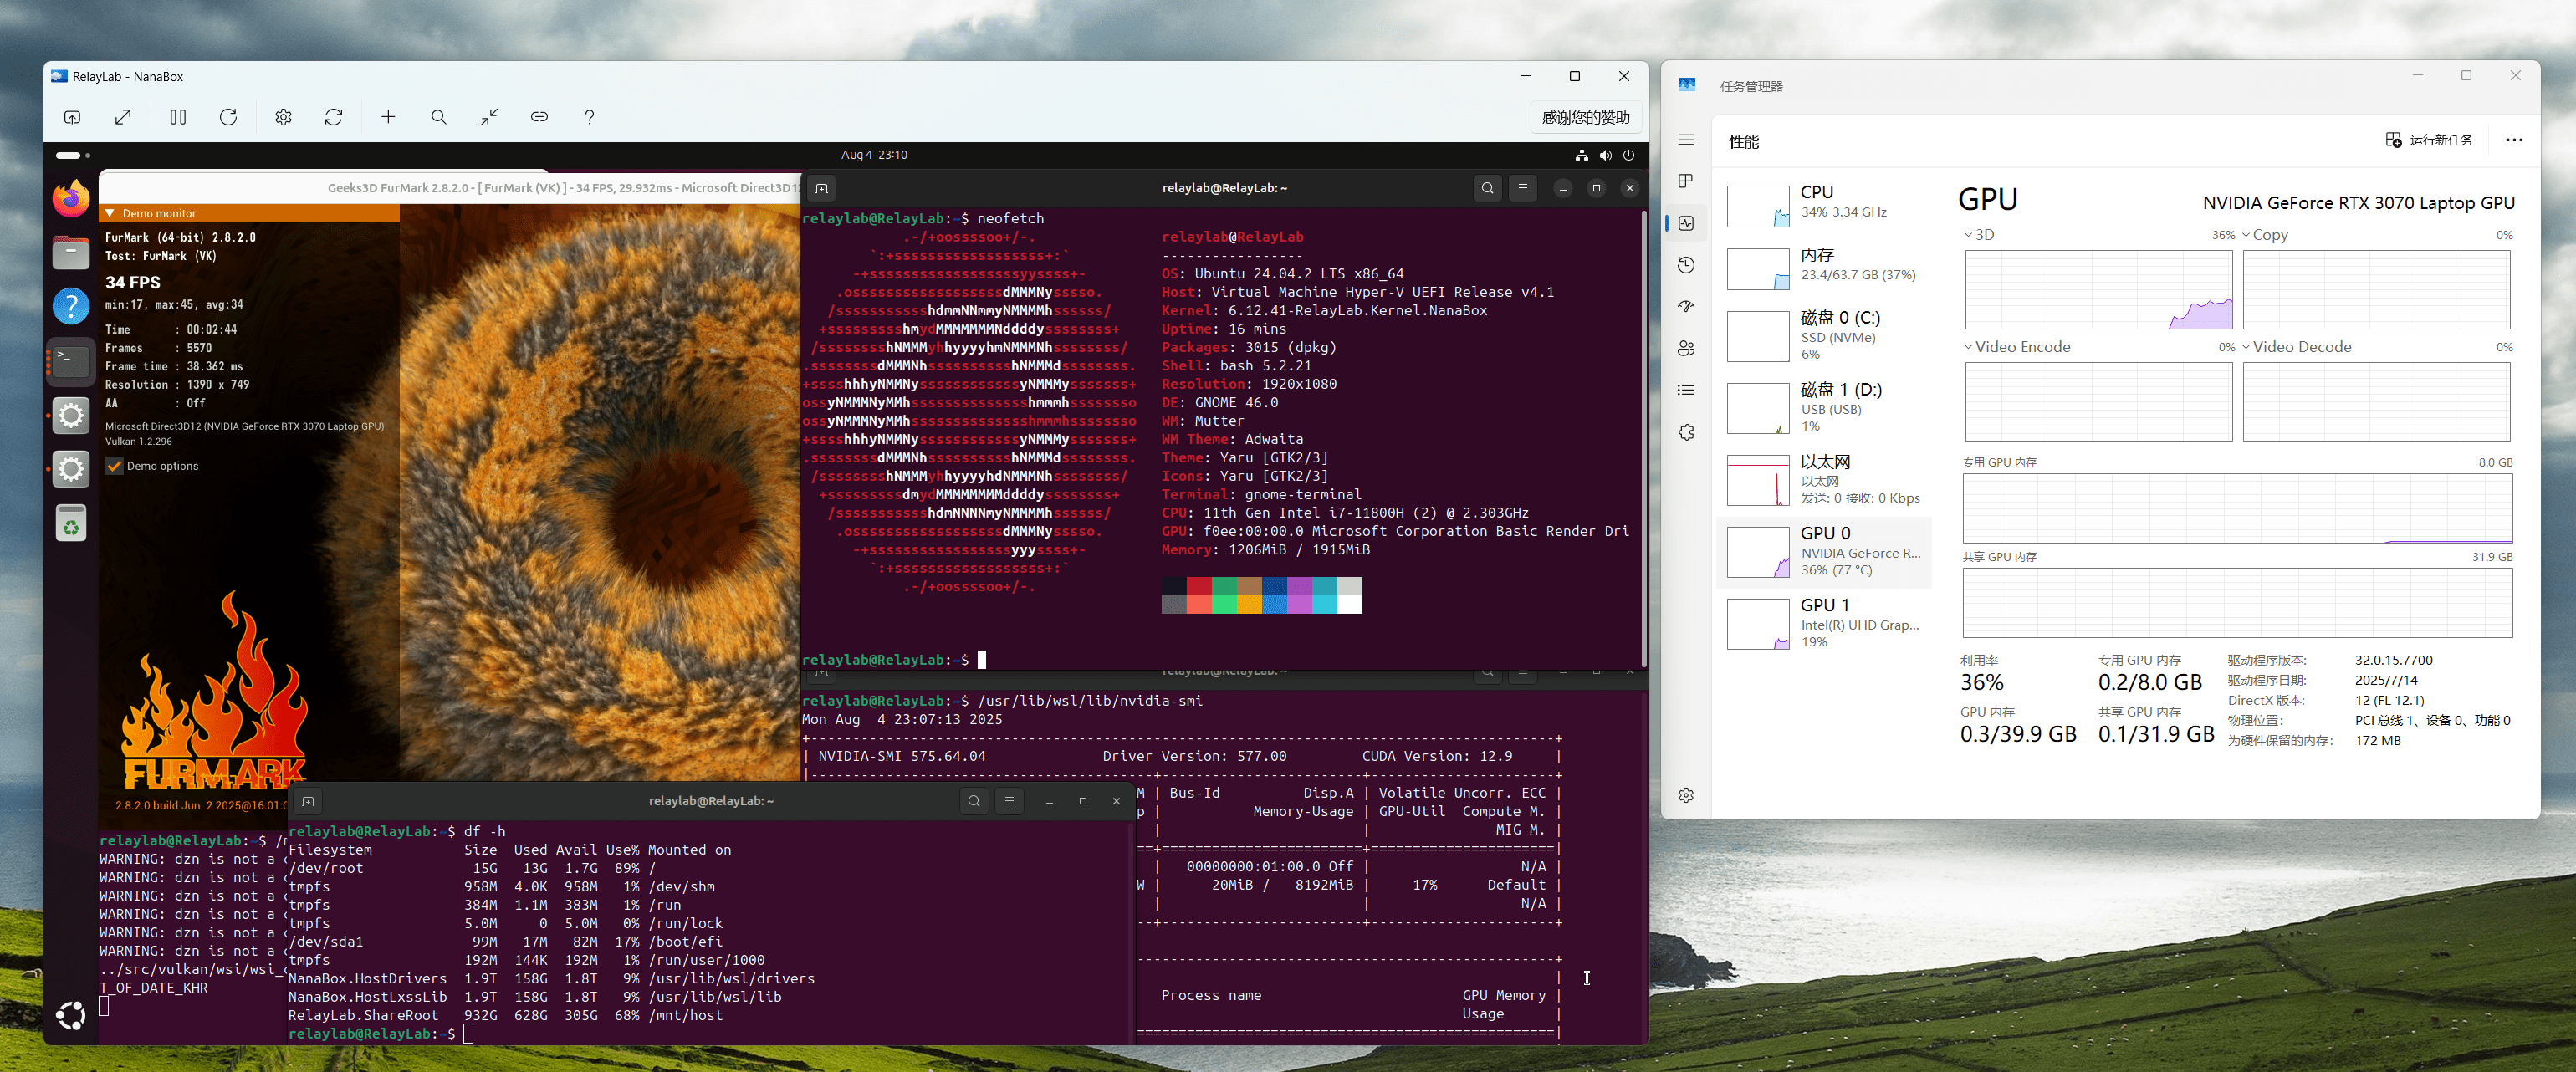 RelayLab - NanaBox
感谢您的赞助
Aug 4 23:10
Geeks3D FurMark 2.8.2.0 - [ FurMark (VK) ] - 34 FPS, 29.932ms - Microsoft Direct3D12
Demo monitor
FurMark (64-bit) 2.8.2.0
Test: FurMark (VK)
34 FPS
min:17, max:45, avg:34
Time : 00:02:44
Frames : 5570
Frame time : 38.362 ms
Resolution : 1390 x 749
AA : Off
Microsoft Direct3D12 (NVIDIA GeForce RTX 3070 Laptop GPU)
Vulkan 1.2.296
Demo options
FURMARK
2.8.2.0 build Jun 2 2025@16:01:0
relaylab@RelayLab:~$ /
WARNING: dzn is not a c
WARNING: dzn is not a c
WARNING: dzn is not a c
WARNING: dzn is not a c
WARNING: dzn is not a c
WARNING: dzn is not a c
../src/vulkan/wsi/wsi_c
T_OF_DATE_KHR
relaylab@RelayLab: ~
relaylab@RelayLab:~$ neofetch
.-/+oossssoo+/-.
`:+ssssssssssssssssss+:`
-+ssssssssssssssssssyyssss+-
.ossssssssssssssssssdMMMNysssso.
/ssssssssssshdmmNNmmyNMMMMhssssss/
+ssssssssshmydMMMMMMMNddddyssssssss+
/sssssssshNMMMyhhyyyyhmNMMMNhssssssss/
.ssssssssdMMMNhsssssssssshNMMMdssssssss.
+sssshhhyNMMNyssssssssssssyNMMMysssssss+
ossyNMMMNyMMhsssssssssssssshmmmhssssssso
ossyNMMMNyMMhsssssssssssssshmmmhssssssso
+sssshhhyNMMNyssssssssssssyNMMMysssssss+
.ssssssssdMMMNhsssssssssshNMMMdssssssss.
/sssssssshNMMMyhhyyyyhdNMMMNhssssssss/
+sssssssssdmydMMMMMMMMddddyssssssss+
/ssssssssssshdmNNNNmyNMMMMhssssss/
.ossssssssssssssssssdMMMNysssso.
-+sssssssssssssssssyyyssss+-
`:+ssssssssssssssssss+:`
.-/+oossssoo+/-.
relaylab@RelayLab
-----------------
OS: Ubuntu 24.04.2 LTS x86_64
Host: Virtual Machine Hyper-V UEFI Release v4.1
Kernel: 6.12.41-RelayLab.Kernel.NanaBox
Uptime: 16 mins
Packages: 3015 (dpkg)
Shell: bash 5.2.21
Resolution: 1920x1080
DE: GNOME 46.0
WM: Mutter
WM Theme: Adwaita
Theme: Yaru [GTK2/3]
Icons: Yaru [GTK2/3]
Terminal: gnome-terminal
CPU: 11th Gen Intel i7-11800H (2) @ 2.303GHz
GPU: f0ee:00:00.0 Microsoft Corporation Basic Render Dri
Memory: 1206MiB / 1915MiB
relaylab@RelayLab:~$
relaylab@RelayLab: ~
relaylab@RelayLab:~$ /usr/lib/wsl/lib/nvidia-smi
Mon Aug 4 23:07:13 2025
| NVIDIA-SMI 575.64.04 Driver Version: 577.00 CUDA Version: 12.9 |
M | Bus-Id Disp.A | Volatile Uncorr. ECC |
p | Memory-Usage | GPU-Util Compute M. |
| | MIG M. |
| 00000000:01:00.0 Off | N/A |
W | 20MiB / 8192MiB | 17% Default |
| | N/A |
Process name GPU Memory |
Usage |
relaylab@RelayLab: ~
relaylab@RelayLab:~$ df -h
Filesystem Size Used Avail Use% Mounted on
/dev/root 15G 13G 1.7G 89% /
tmpfs 958M 4.0K 958M 1% /dev/shm
tmpfs 384M 1.1M 383M 1% /run
tmpfs 5.0M 0 5.0M 0% /run/lock
/dev/sda1 99M 17M 82M 17% /boot/efi
tmpfs 192M 144K 192M 1% /run/user/1000
NanaBox.HostDrivers 1.9T 158G 1.8T 9% /usr/lib/wsl/drivers
NanaBox.HostLxssLib 1.9T 158G 1.8T 9% /usr/lib/wsl/lib
RelayLab.ShareRoot 932G 628G 305G 68% /mnt/host
relaylab@RelayLab:~$
任务管理器
性能
运行新任务
CPU
34% 3.34 GHz
内存
23.4/63.7 GB (37%)
磁盘 0 (C:)
SSD (NVMe)
6%
磁盘 1 (D:)
USB (USB)
1%
以太网
以太网
发送: 0 接收: 0 Kbps
GPU 0
NVIDIA GeForce R...
36% (77 °C)
GPU 1
Intel(R) UHD Grap...
19%
GPU
NVIDIA GeForce RTX 3070 Laptop GPU
3D 36%
Copy 0%
Video Encode 0%
Video Decode 0%
专用 GPU 内存 8.0 GB
共享 GPU 内存 31.9 GB
利用率
36%
专用 GPU 内存
0.2/8.0 GB
GPU 内存
0.3/39.9 GB
共享 GPU 内存
0.1/31.9 GB
驱动程序版本: 32.0.15.7700
驱动程序日期: 2025/7/14
DirectX 版本: 12 (FL 12.1)
物理位置: PCI 总线 1、设备 0、功能 0
为硬件保留的内存: 172 MB